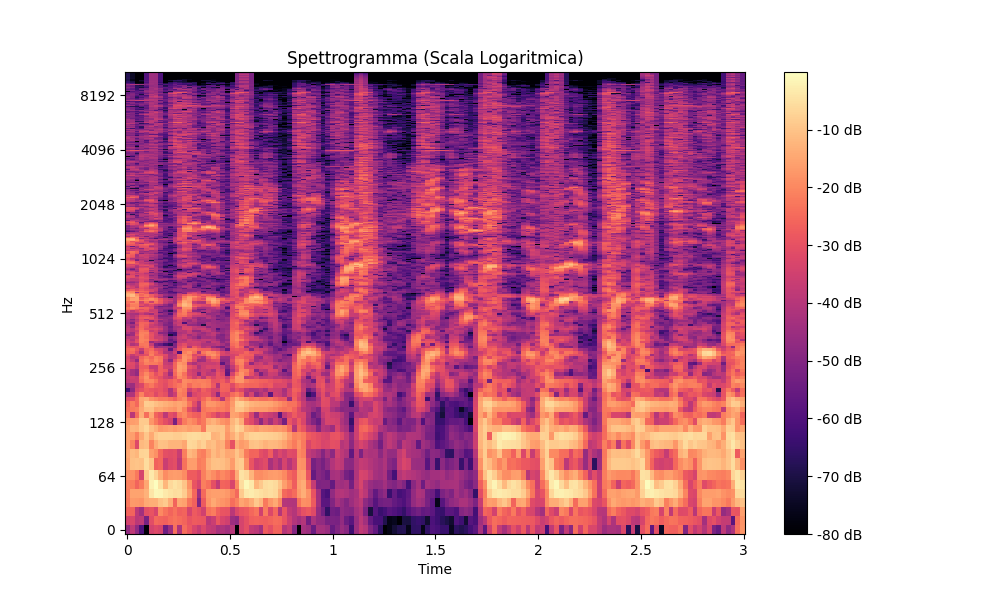 Spettrogramma (Scala Logaritmica)
Hz
8192
4096
2048
1024
512
256
128
64
0
0
0.5
1
1.5
2
2.5
3
Time
-10 dB
-20 dB
-30 dB
-40 dB
-50 dB
-60 dB
-70 dB
-80 dB